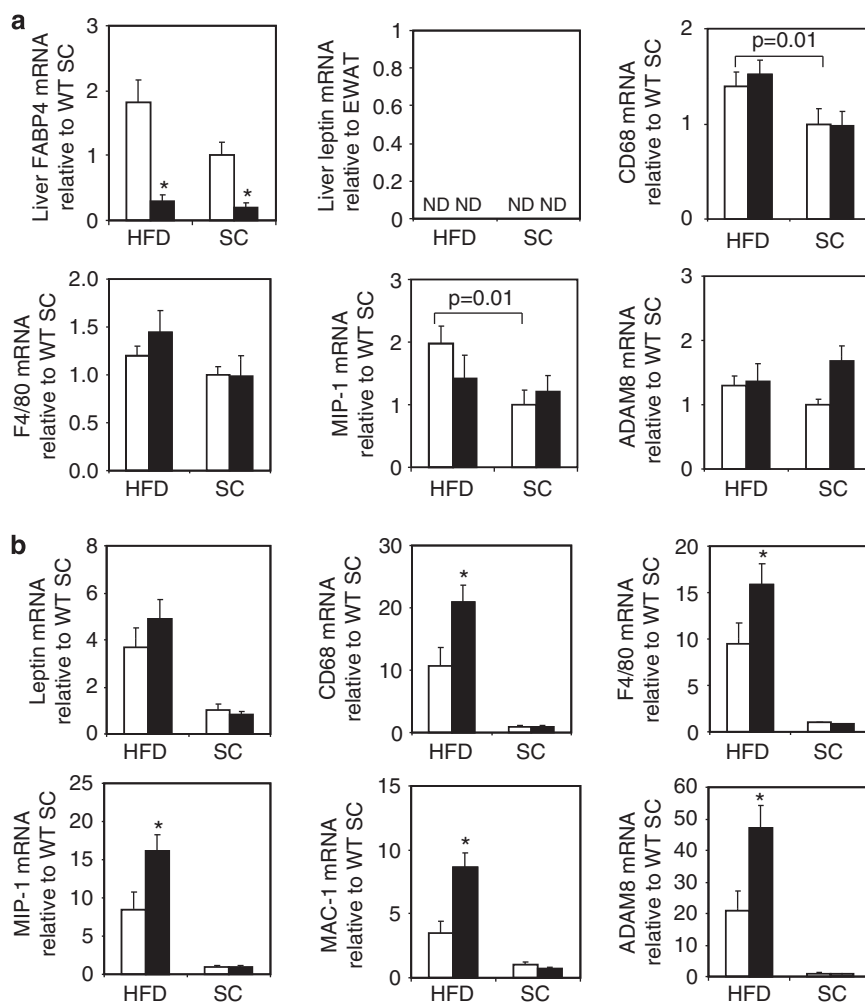 a
Liver FABP4 mRNA
relative to WT SC
3
2
1
0
*
*
HFD SC
Liver leptin mRNA
relative to EWAT
1
0.8
0.6
0.4
0.2
0
ND ND ND ND
HFD SC
CD68 mRNA
relative to WT SC
2
1
0
p=0.01
HFD SC
F4/80 mRNA
relative to WT SC
2.0
1.5
1.0
0.5
0.0
HFD SC
MIP-1 mRNA
relative to WT SC
3
2
1
0
p=0.01
HFD SC
ADAM8 mRNA
relative to WT SC
3
2
1
0
HFD SC
b
Leptin mRNA
relative to WT SC
8
6
4
2
0
HFD SC
CD68 mRNA
relative to WT SC
30
20
10
0
*
HFD SC
F4/80 mRNA
relative to WT SC
20
15
10
5
0
*
HFD SC
MIP-1 mRNA
relative to WT SC
25
20
15
10
5
0
*
HFD SC
MAC-1 mRNA
relative to WT SC
15
10
5
0
*
HFD SC
ADAM8 mRNA
relative to WT SC
60
50
40
30
20
10
0
*
HFD SC